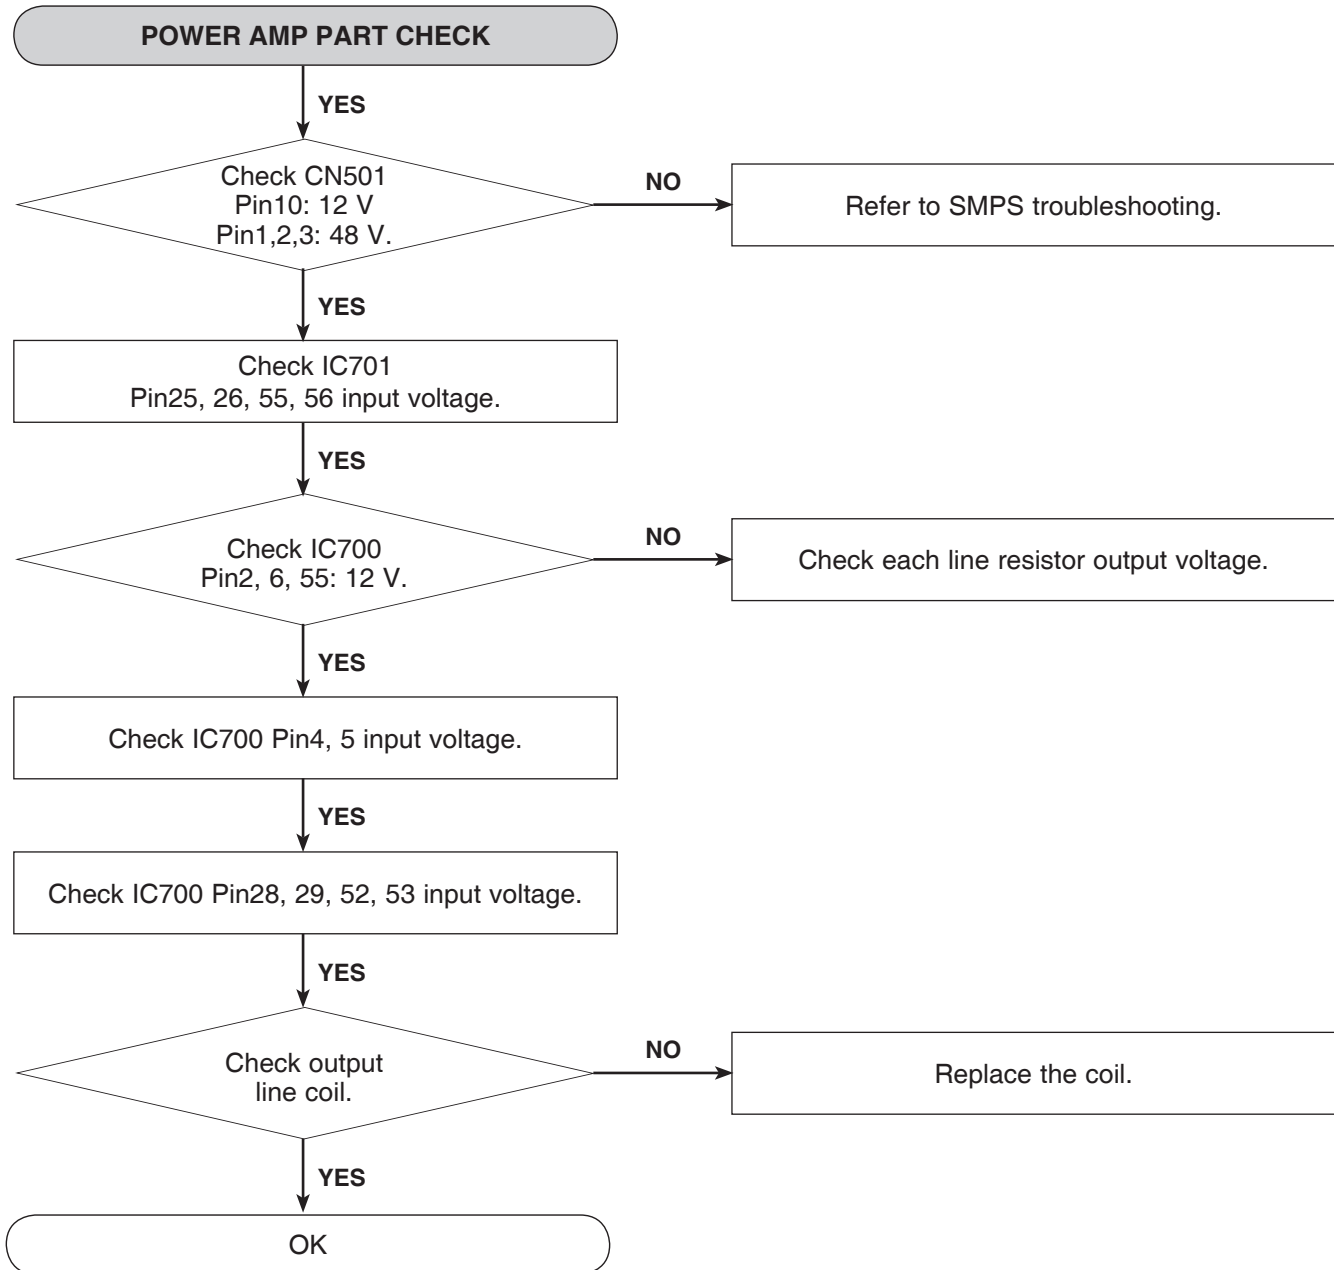 POWER AMP PART CHECK
YES
Check CN501
Pin10: 12 V
Pin1,2,3: 48 V.
NO
Refer to SMPS troubleshooting.
YES
Check IC701
Pin25, 26, 55, 56 input voltage.
YES
Check IC700
Pin2, 6, 55: 12 V.
NO
Check each line resistor output voltage.
YES
Check IC700 Pin4, 5 input voltage.
YES
Check IC700 Pin28, 29, 52, 53 input voltage.
YES
Check output
line coil.
NO
Replace the coil.
YES
OK